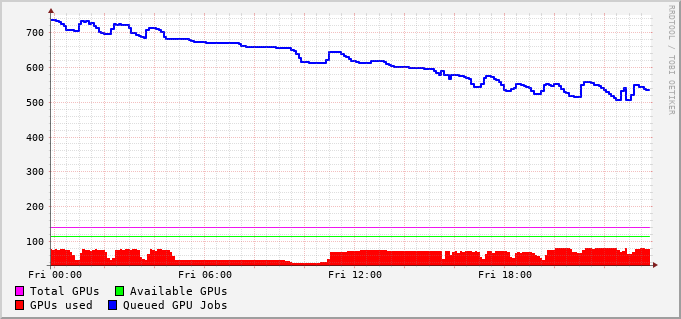 700
600
500
400
300
200
100
Fri 00:00 Fri 06:00 Fri 12:00 Fri 18:00
Total GPUs Available GPUs
GPUs used Queued GPU Jobs
RRDTOOL / TOBI OETIKER